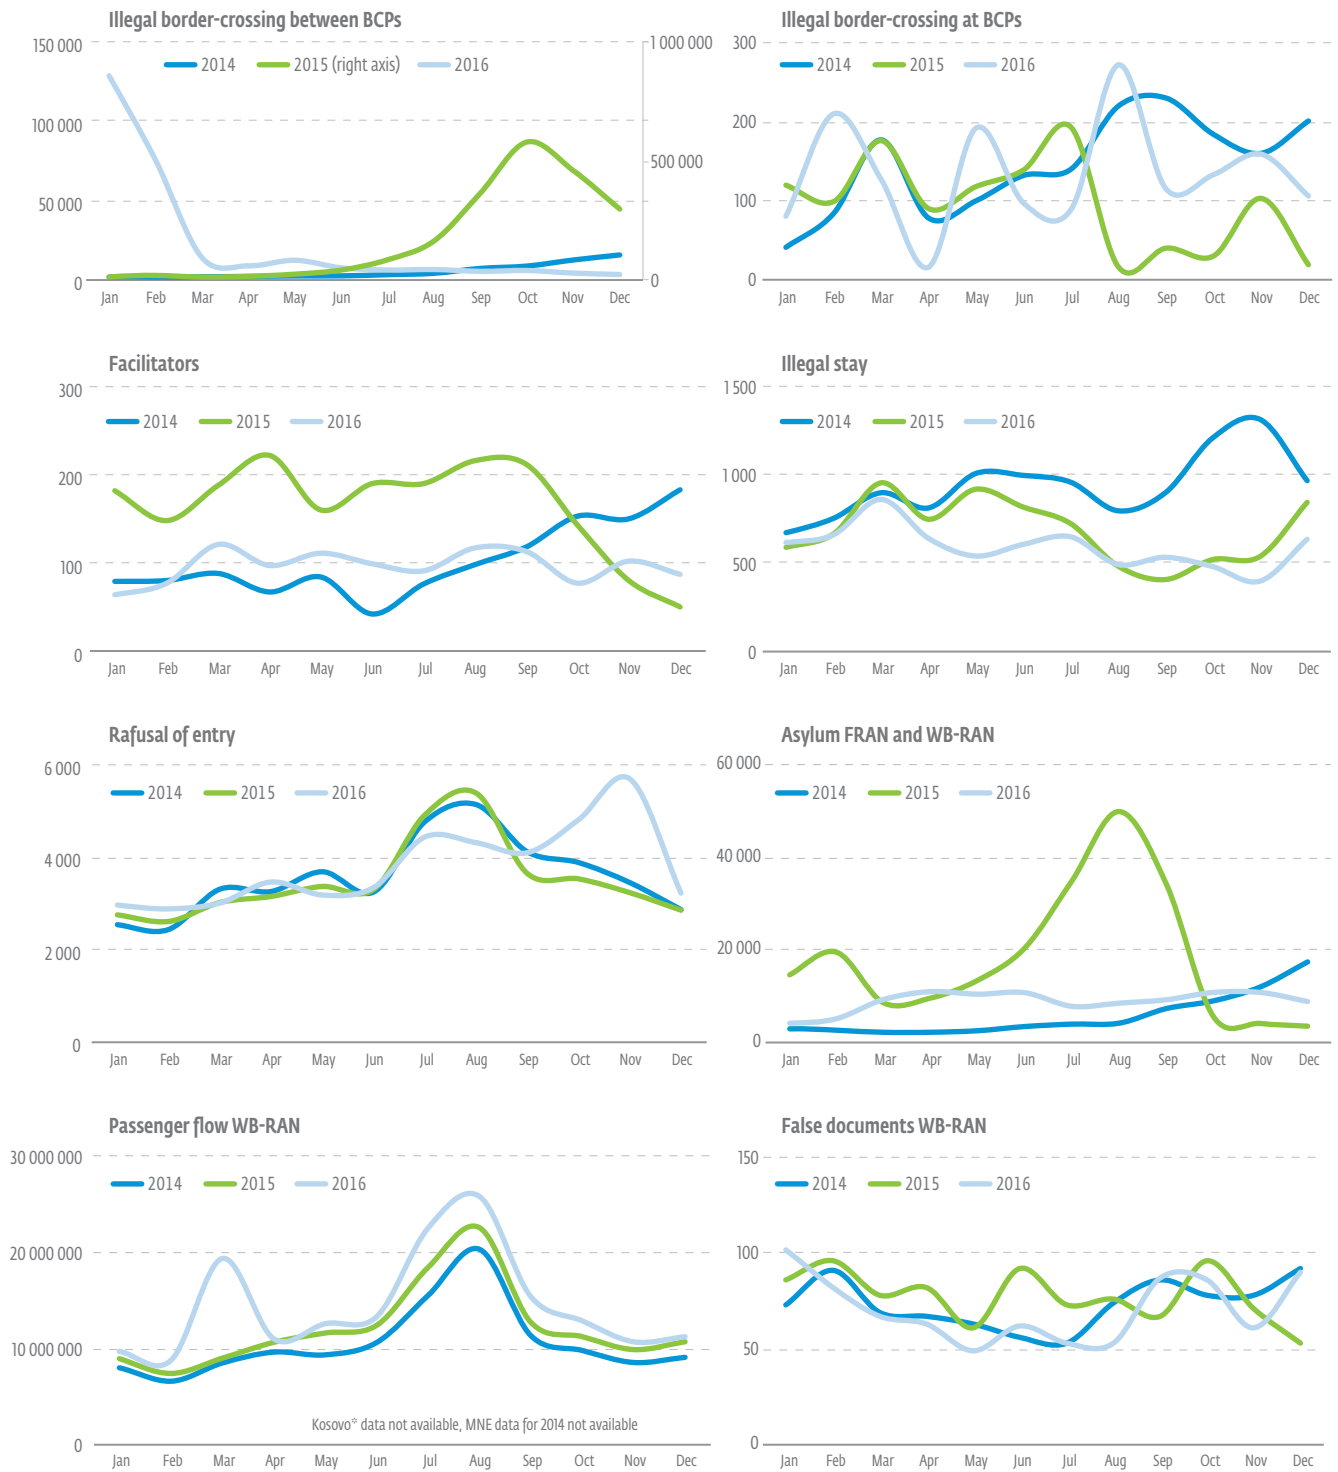 Illegal border-crossing between BCPs
150 000
100 000
50 000
0
1 000 000
500 000
0
2014 2015 (right axis) 2016
Jan Feb Mar Apr May Jun Jul Aug Sep Oct Nov Dec
Illegal border-crossing at BCPs
300
200
100
0
2014 2015 2016
Jan Feb Mar Apr May Jun Jul Aug Sep Oct Nov Dec
Facilitators
300
200
100
0
2014 2015 2016
Jan Feb Mar Apr May Jun Jul Aug Sep Oct Nov Dec
Illegal stay
1 500
1 000
500
0
2014 2015 2016
Jan Feb Mar Apr May Jun Jul Aug Sep Oct Nov Dec
Rafusal of entry
6 000
4 000
2 000
0
2014 2015 2016
Jan Feb Mar Apr May Jun Jul Aug Sep Oct Nov Dec
Asylum FRAN and WB-RAN
60 000
40 000
20 000
0
2014 2015 2016
Jan Feb Mar Apr May Jun Jul Aug Sep Oct Nov Dec
Passenger flow WB-RAN
30 000 000
20 000 000
10 000 000
0
2014 2015 2016
Kosovo* data not available, MNE data for 2014 not available
Jan Feb Mar Apr May Jun Jul Aug Sep Oct Nov Dec
False documents WB-RAN
150
100
50
0
2014 2015 2016
Jan Feb Mar Apr May Jun Jul Aug Sep Oct Nov Dec